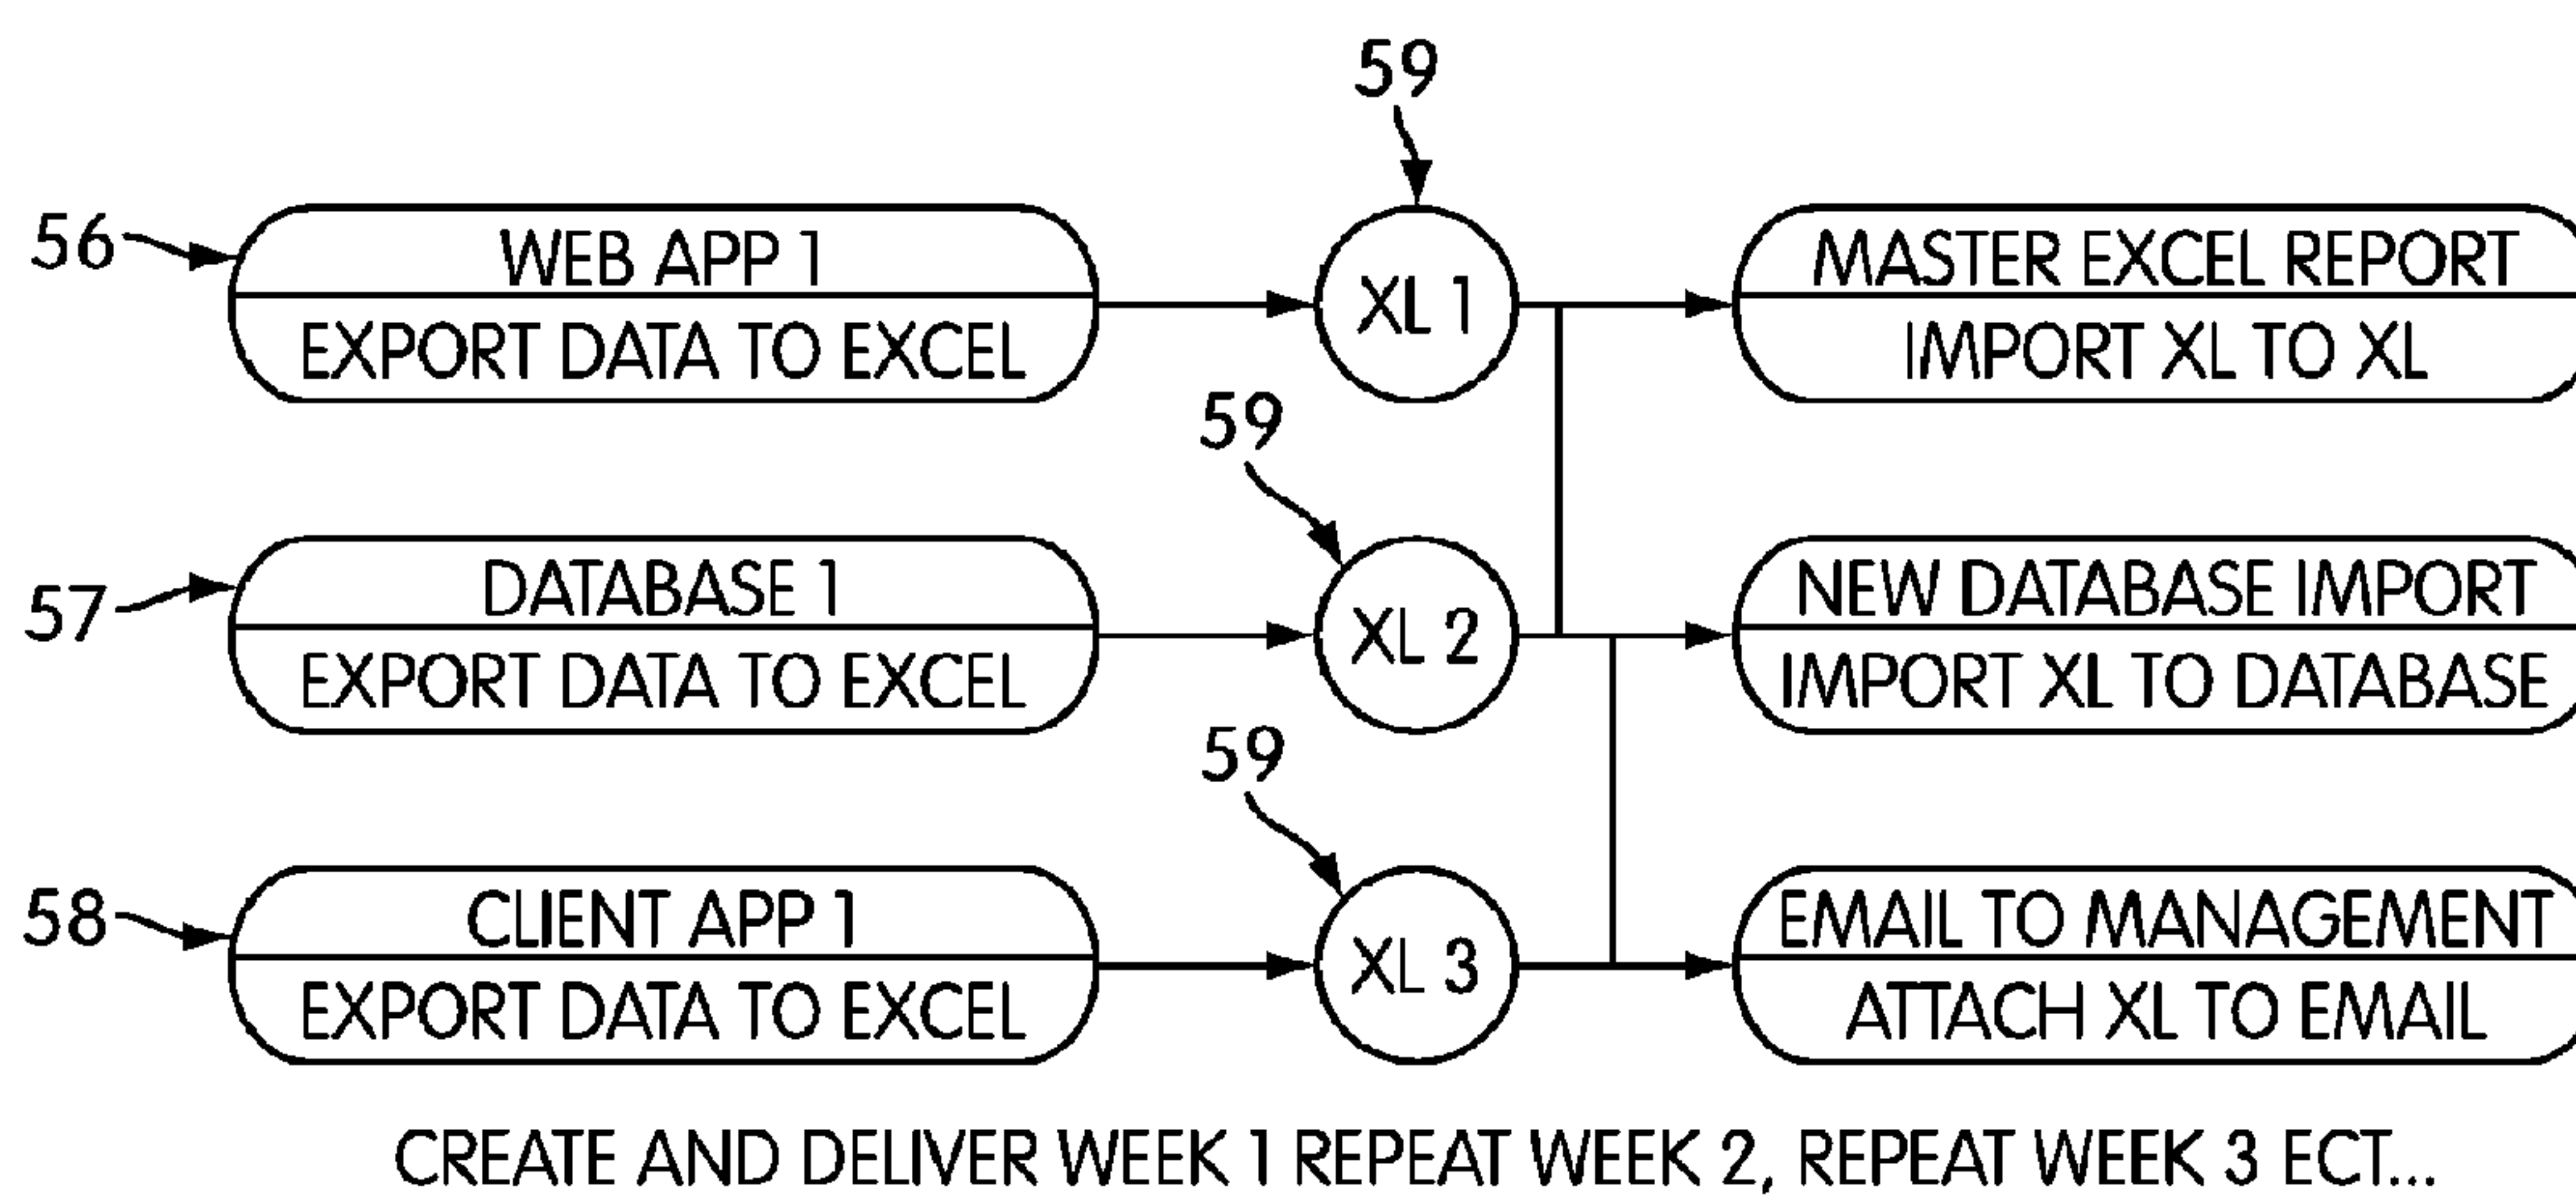 59
56
WEB APP 1
EXPORT DATA TO EXCEL
XL 1
MASTER EXCEL REPORT
IMPORT XL TO XL
59
57
DATABASE 1
EXPORT DATA TO EXCEL
XL 2
NEW DATABASE IMPORT
IMPORT XL TO DATABASE
59
58
CLIENT APP 1
EXPORT DATA TO EXCEL
XL 3
EMAIL TO MANAGEMENT
ATTACH XL TO EMAIL
CREATE AND DELIVER WEEK 1 REPEAT WEEK 2, REPEAT WEEK 3 ECT...